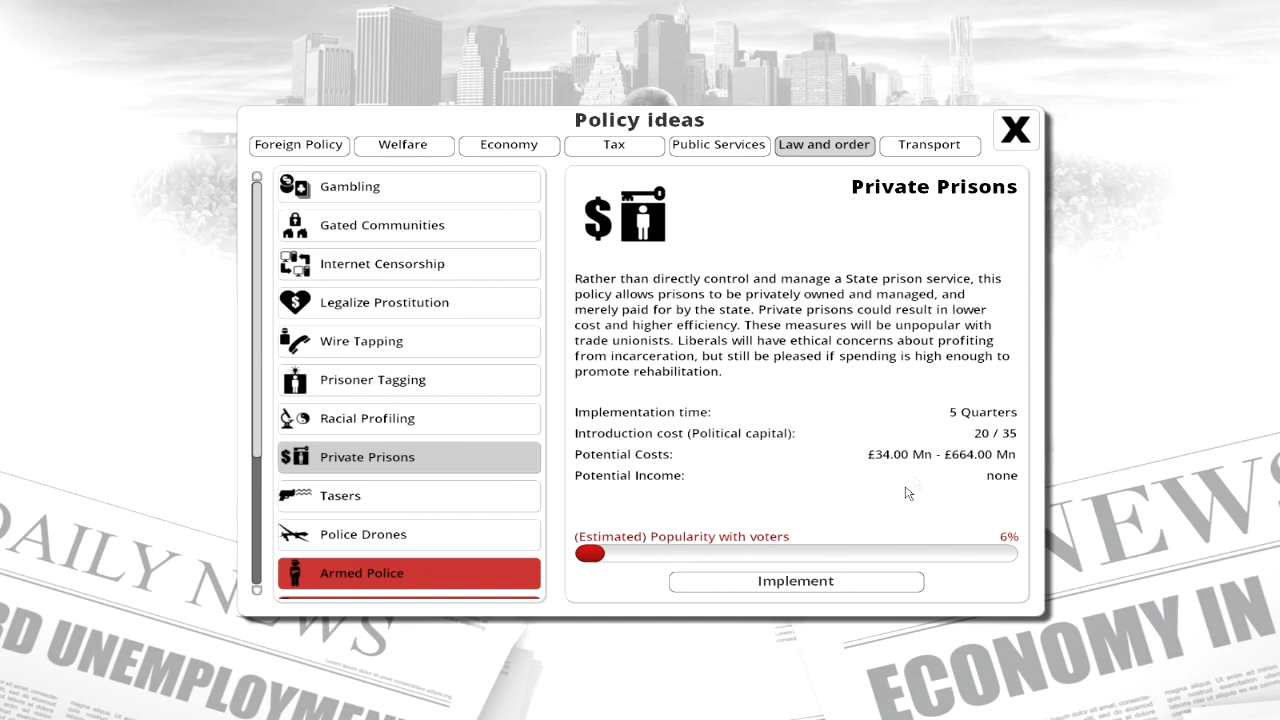 Policy ideas
X
Foreign Policy
Welfare
Economy
Tax
Public Services
Law and order
Transport
Gambling
Gated Communities
Internet Censorship
Legalize Prostitution
Wire Tapping
Prisoner Tagging
Racial Profiling
Private Prisons
Tasers
Police Drones
Armed Police
Private Prisons
Rather than directly control and manage a State prison service, this
policy allows prisons to be privately owned and managed, and
merely paid for by the state. Private prisons could result in lower
cost and higher efficiency. These measures will be unpopular with
trade unionists. Liberals will have ethical concerns about profiting
from incarceration, but still be pleased if spending is high enough to
promote rehabilitation.
Implementation time: 5 Quarters
Introduction cost (Political capital): 20 / 35
Potential Costs: £34.00 Mn - £664.00 Mn
Potential Income: none
(Estimated) Popularity with voters 6%
Implement
DAILY NEWS
RD UNEMPLOYMEN
NEWS
ECONOMY IN